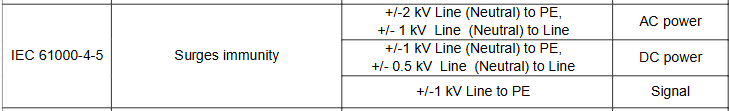 +/-2 kV Line (Neutral) to PE,
+/- 1 kV Line (Neutral) to Line
AC power
IEC 61000-4-5
Surges immunity
+/-1 kV Line (Neutral) to PE,
+/- 0.5 kV Line (Neutral) to Line
DC power
+/-1 kV Line to PE
Signal